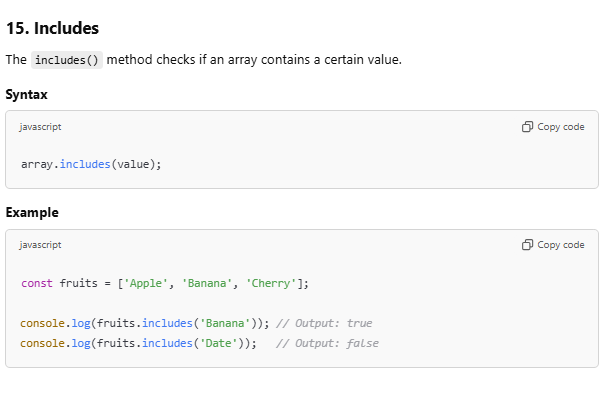 15. Includes
The includes() method checks if an array contains a certain value.
Syntax
javascript Copy code
array.includes(value);
Example
javascript Copy code
const fruits = ['Apple', 'Banana', 'Cherry'];
console.log(fruits.includes('Banana')); // Output: true
console.log(fruits.includes('Date'));   // Output: false